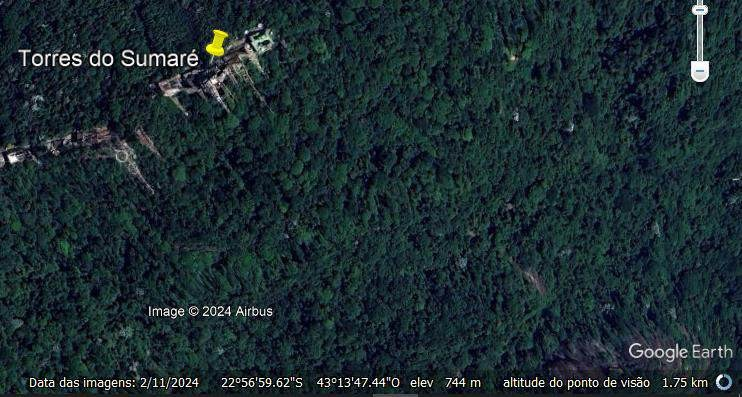 Torres do Sumaré
Image © 2024 Airbus
Google Earth
Data das imagens: 2/11/2024 22°56'59.62"S 43°13'47.44"O elev 744 m altitude do ponto de visão 1.75 km